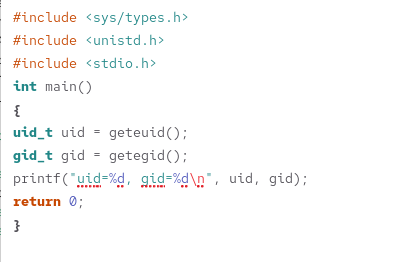 #include <sys/types.h>
#include <unistd.h>
#include <stdio.h>
int main()
{
uid_t uid = geteuid();
gid_t gid = getegid();
printf("uid=%d, gid=%d\n", uid, gid);
return 0;
}